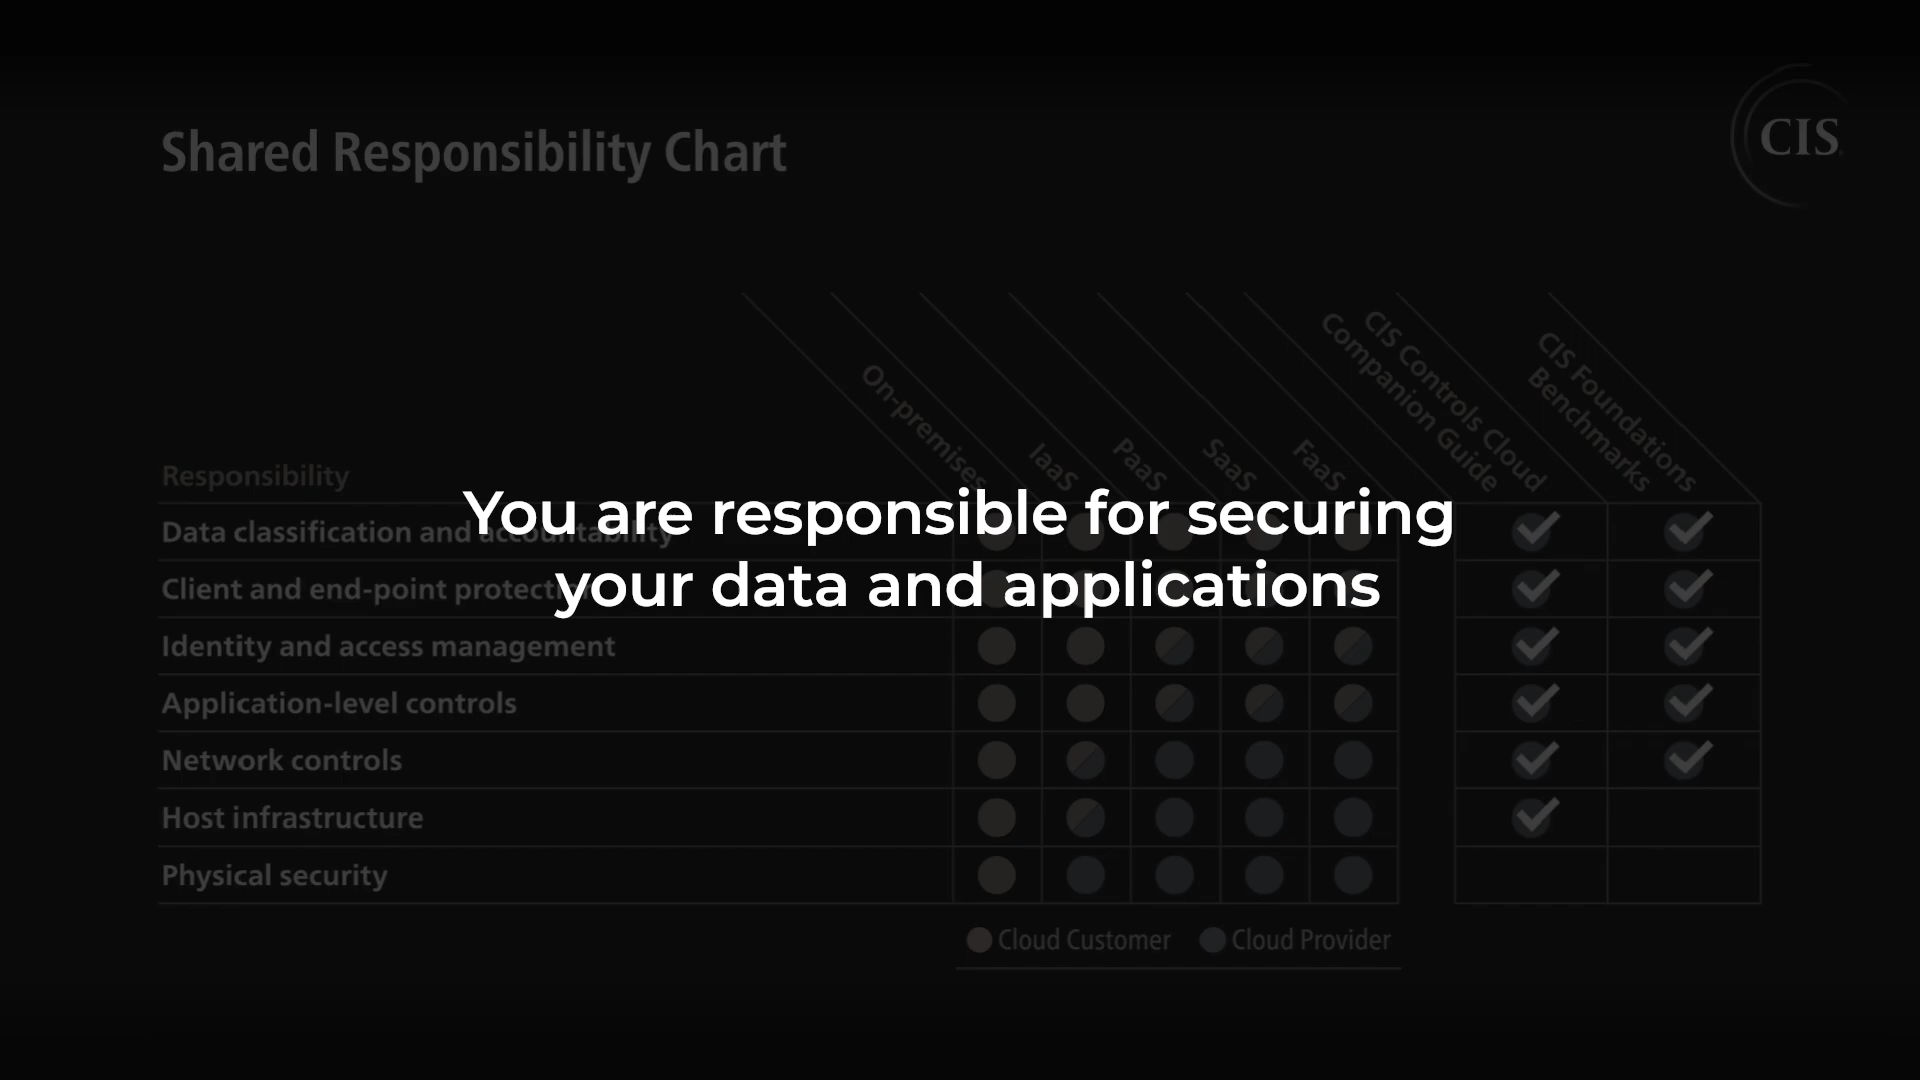 CIS
Shared Responsibility Chart
On-premises
IaaS
PaaS
SaaS
FaaS
CIS Controls Cloud
Companion Guide
CIS Foundations
Benchmarks
Responsibility
You are responsible for securing
your data and applications
Data classification and accountability
Client and end-point protection
Identity and access management
Application-level controls
Network controls
Host infrastructure
Physical security
Cloud Customer
Cloud Provider